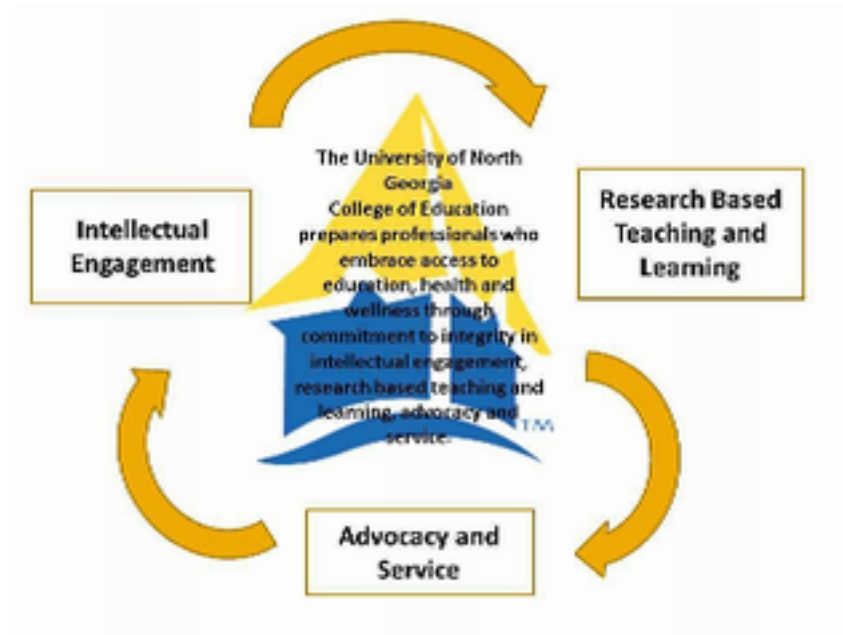 The University of North
Georgia
College of Education
prepares professionals who
embrace access to
education, health and
wellness through
commitment to integrity in
intellectual engagement,
research based teaching and
learning, advocacy and
service.
TM
Intellectual
Engagement
Research Based
Teaching and
Learning
Advocacy and
Service